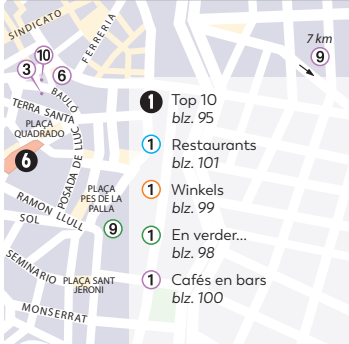 SINDICATO
FERRERIA
7 km
9
10
3
6
BAULÓ
TERRA SANTA
PLAÇA
QUADRADO
6
POSADA DE LLUC
PLAÇA
PES DE LA
PALLA
RAMON LLULL
SOL
9
SEMINARIO
PLAÇA SANT
JERONI
MONSERRAT
1 Top 10
blz. 95
1 Restaurants
blz. 101
1 Winkels
blz. 99
1 En verder...
blz. 98
1 Cafés en bars
blz. 100